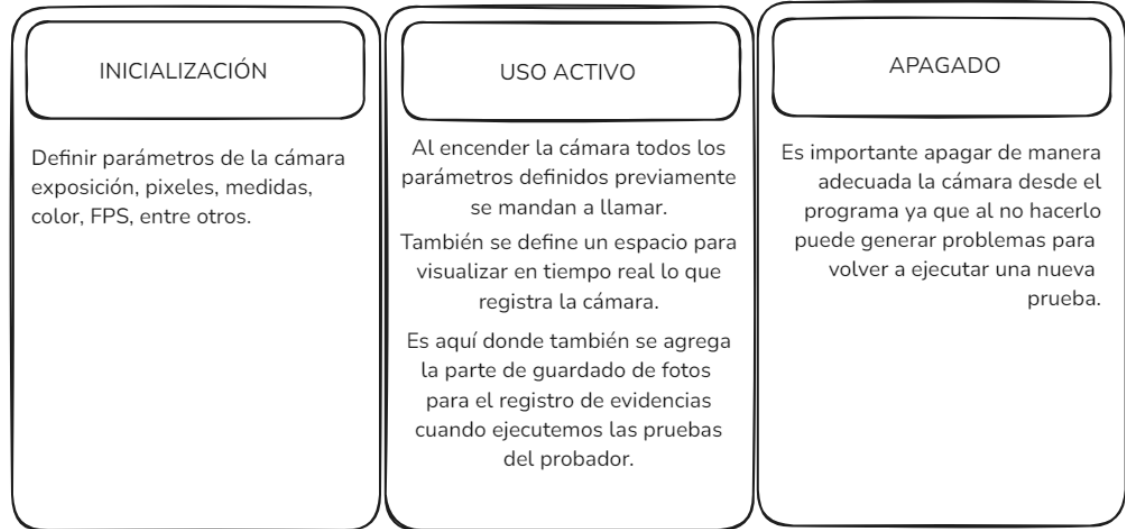 INICIALIZACIÓN
Definir parámetros de la cámara
exposición, pixeles, medidas,
color, FPS, entre otros.
USO ACTIVO
Al encender la cámara todos los
parámetros definidos previamente
se mandan a llamar.
También se define un espacio para
visualizar en tiempo real lo que
registra la cámara.
Es aquí donde también se agrega
la parte de guardado de fotos
para el registro de evidencias
cuando ejecutemos las pruebas
del probador.
APAGADO
Es importante apagar de manera
adecuada la cámara desde el
programa ya que al no hacerlo
puede generar problemas para
volver a ejecutar una nueva
prueba.